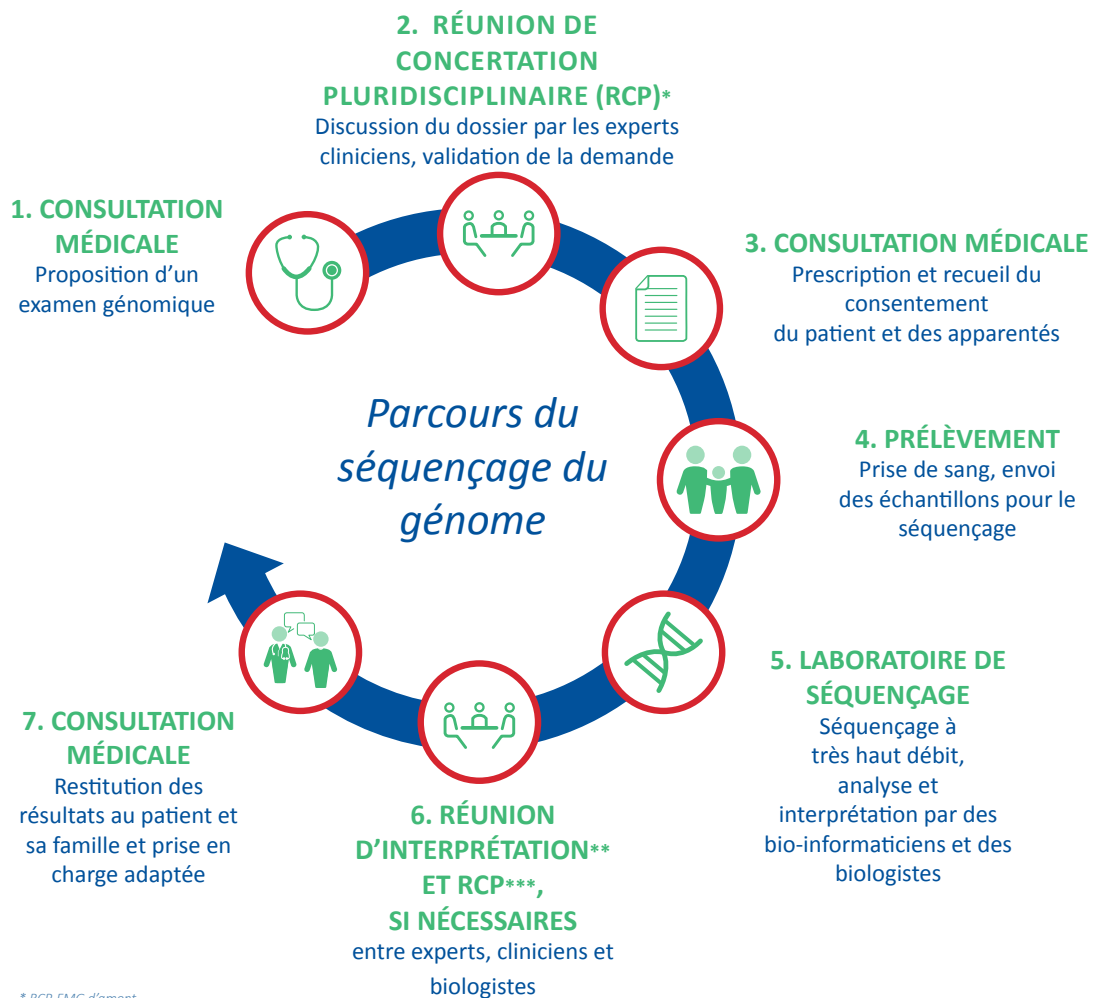 2. RÉUNION DE
CONCERTATION
PLURIDISCIPLINAIRE (RCP)*
Discussion du dossier par les experts
cliniciens, validation de la demande
1. CONSULTATION
MÉDICALE
Proposition d'un
examen génomique
3. CONSULTATION MÉDICALE
Prescription et recueil du
consentement
du patient et des apparentés
Parcours du
séquençage du
génome
4. PRÉLÈVEMENT
Prise de sang, envoi
des échantillons pour le
séquençage
5. LABORATOIRE DE
SÉQUENÇAGE
Séquençage à
très haut débit,
analyse et
interprétation par des
bio-informaticiens et des
biologistes
7. CONSULTATION
MÉDICALE
Restitution des
résultats au patient et
sa famille et prise en
charge adaptée
6. RÉUNION
D'INTERPRÉTATION**
ET RCP***,
SI NÉCESSAIRES
entre experts, cliniciens et
biologistes